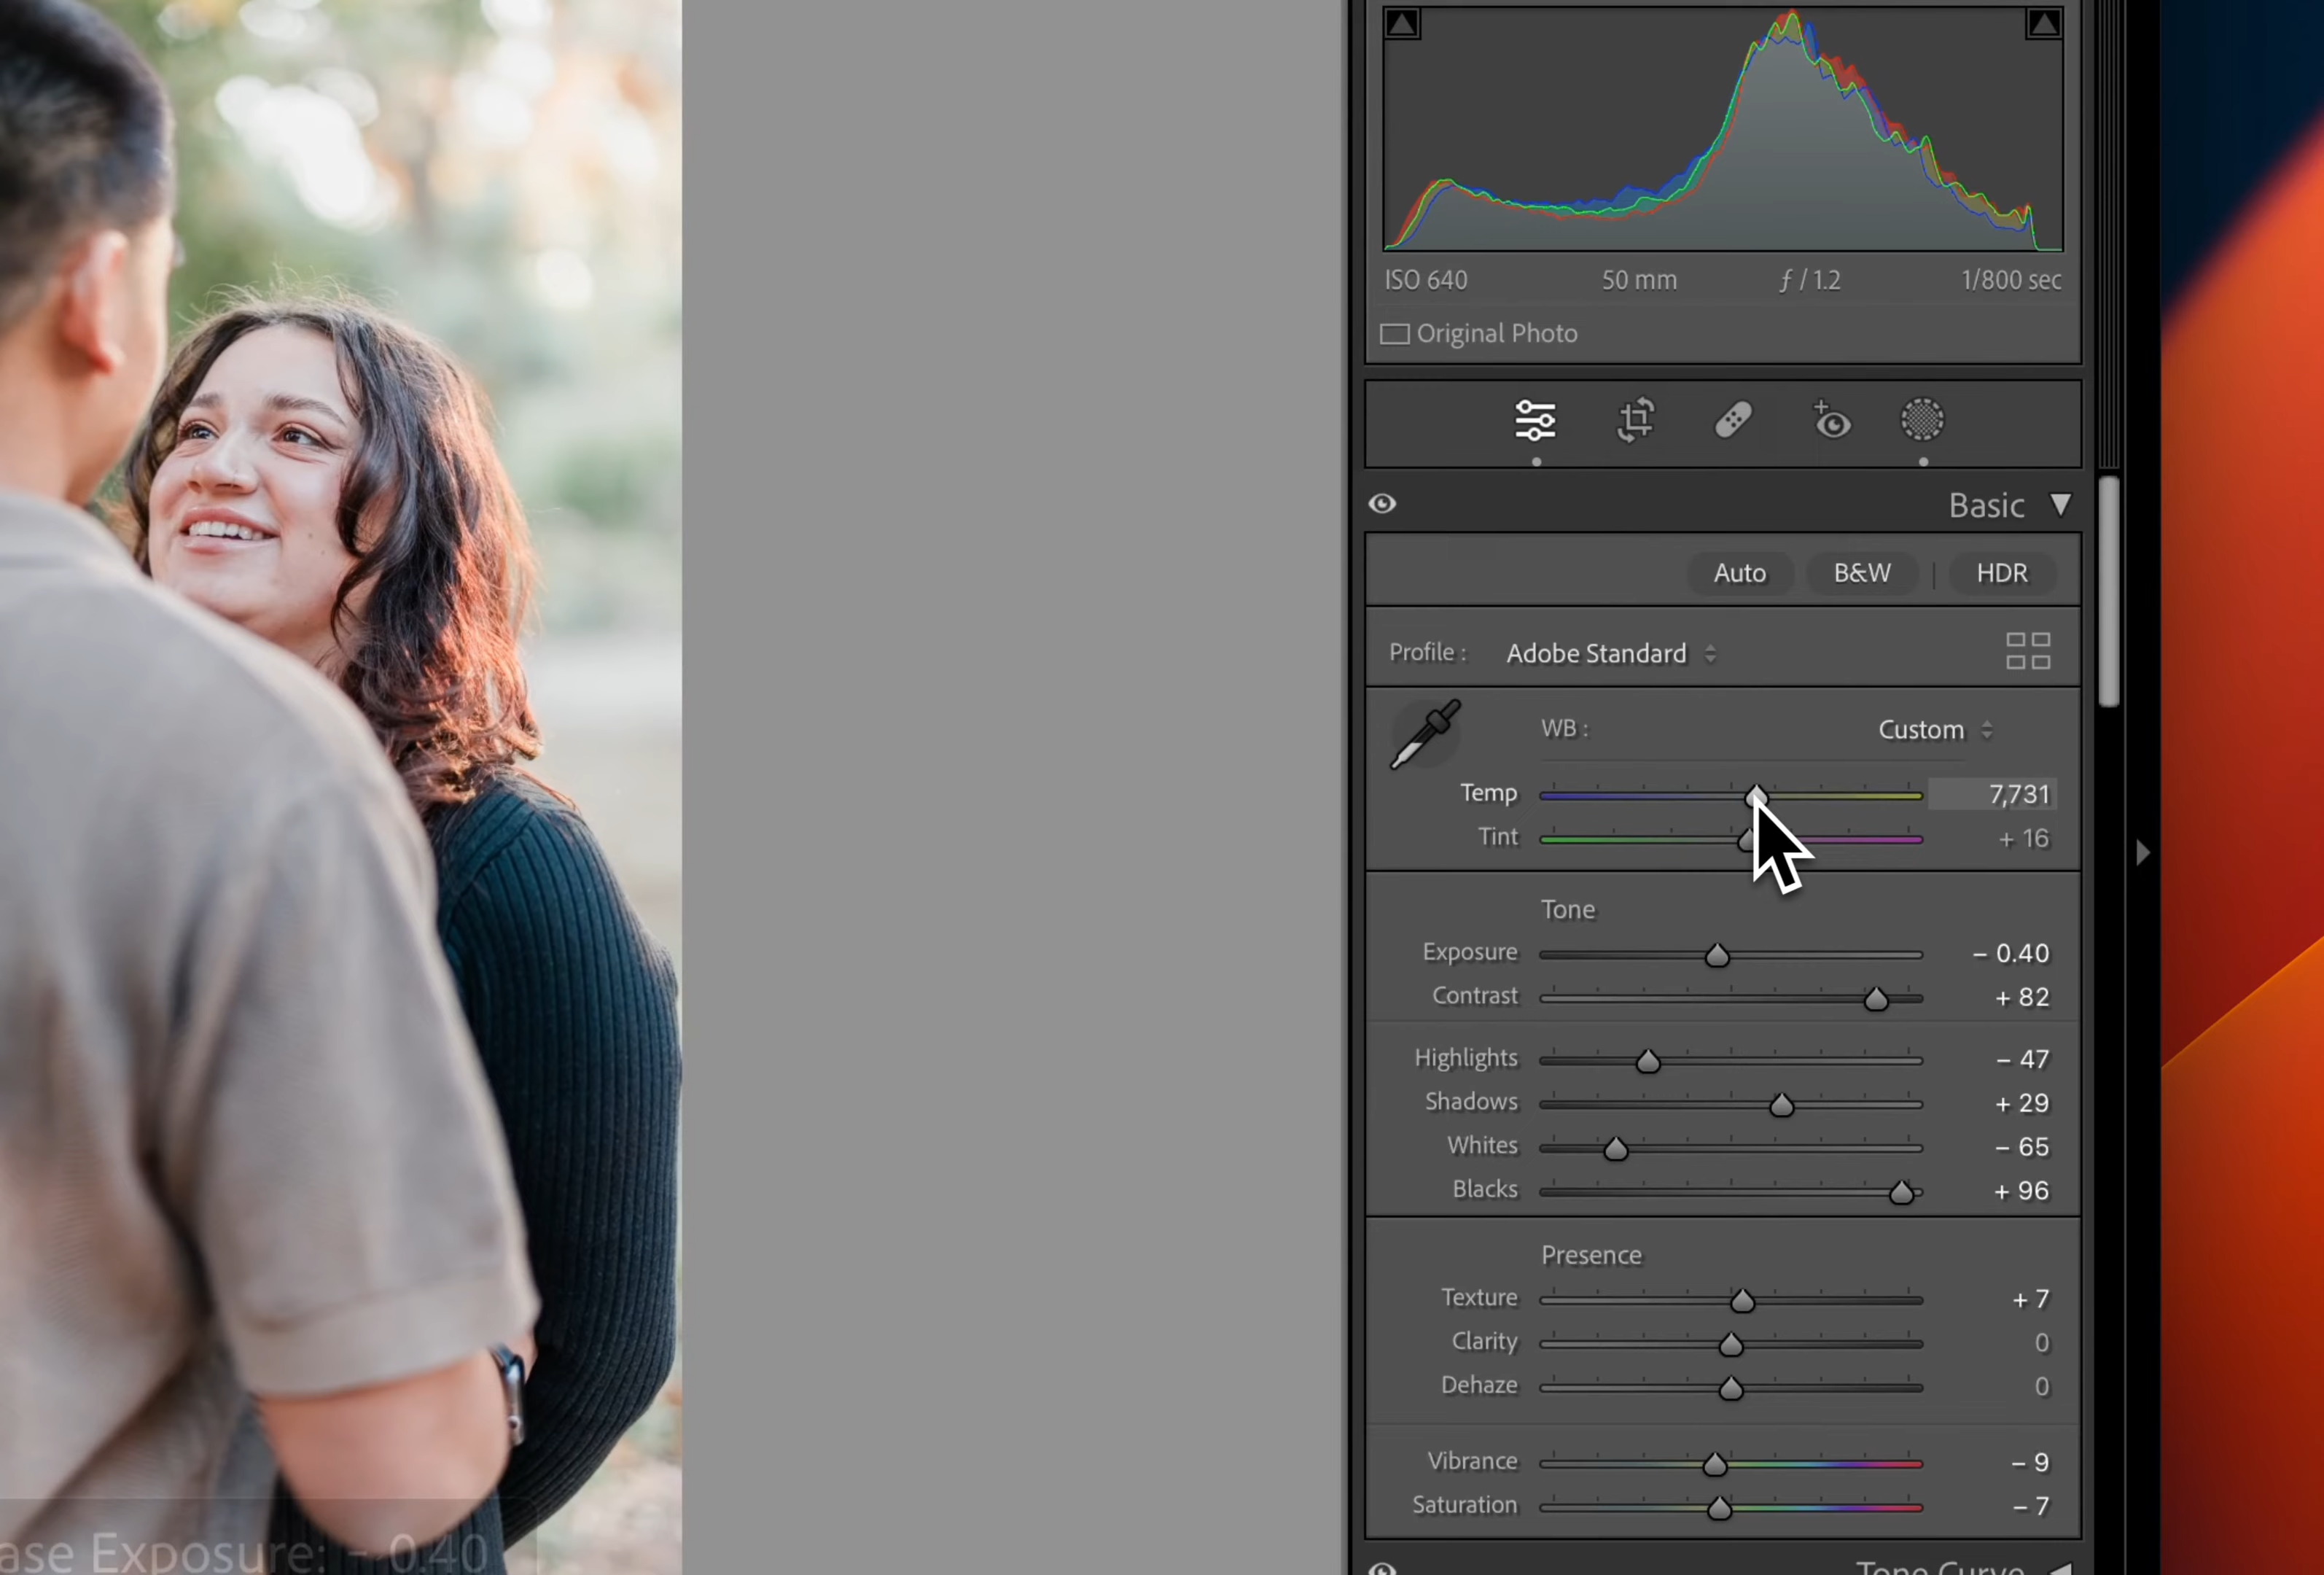 ISO 640 50 mm ƒ / 1.2 1/800 sec
Original Photo
Basic
Auto B&W | HDR
Profile : Adobe Standard
WB : Custom
Temp 7,731
Tint + 16
Tone
Exposure – 0.40
Contrast + 82
Highlights – 47
Shadows + 29
Whites – 65
Blacks + 96
Presence
Texture + 7
Clarity 0
Dehaze 0
Vibrance – 9
Saturation – 7
ase Exposure: – 0.40
Tone Curve